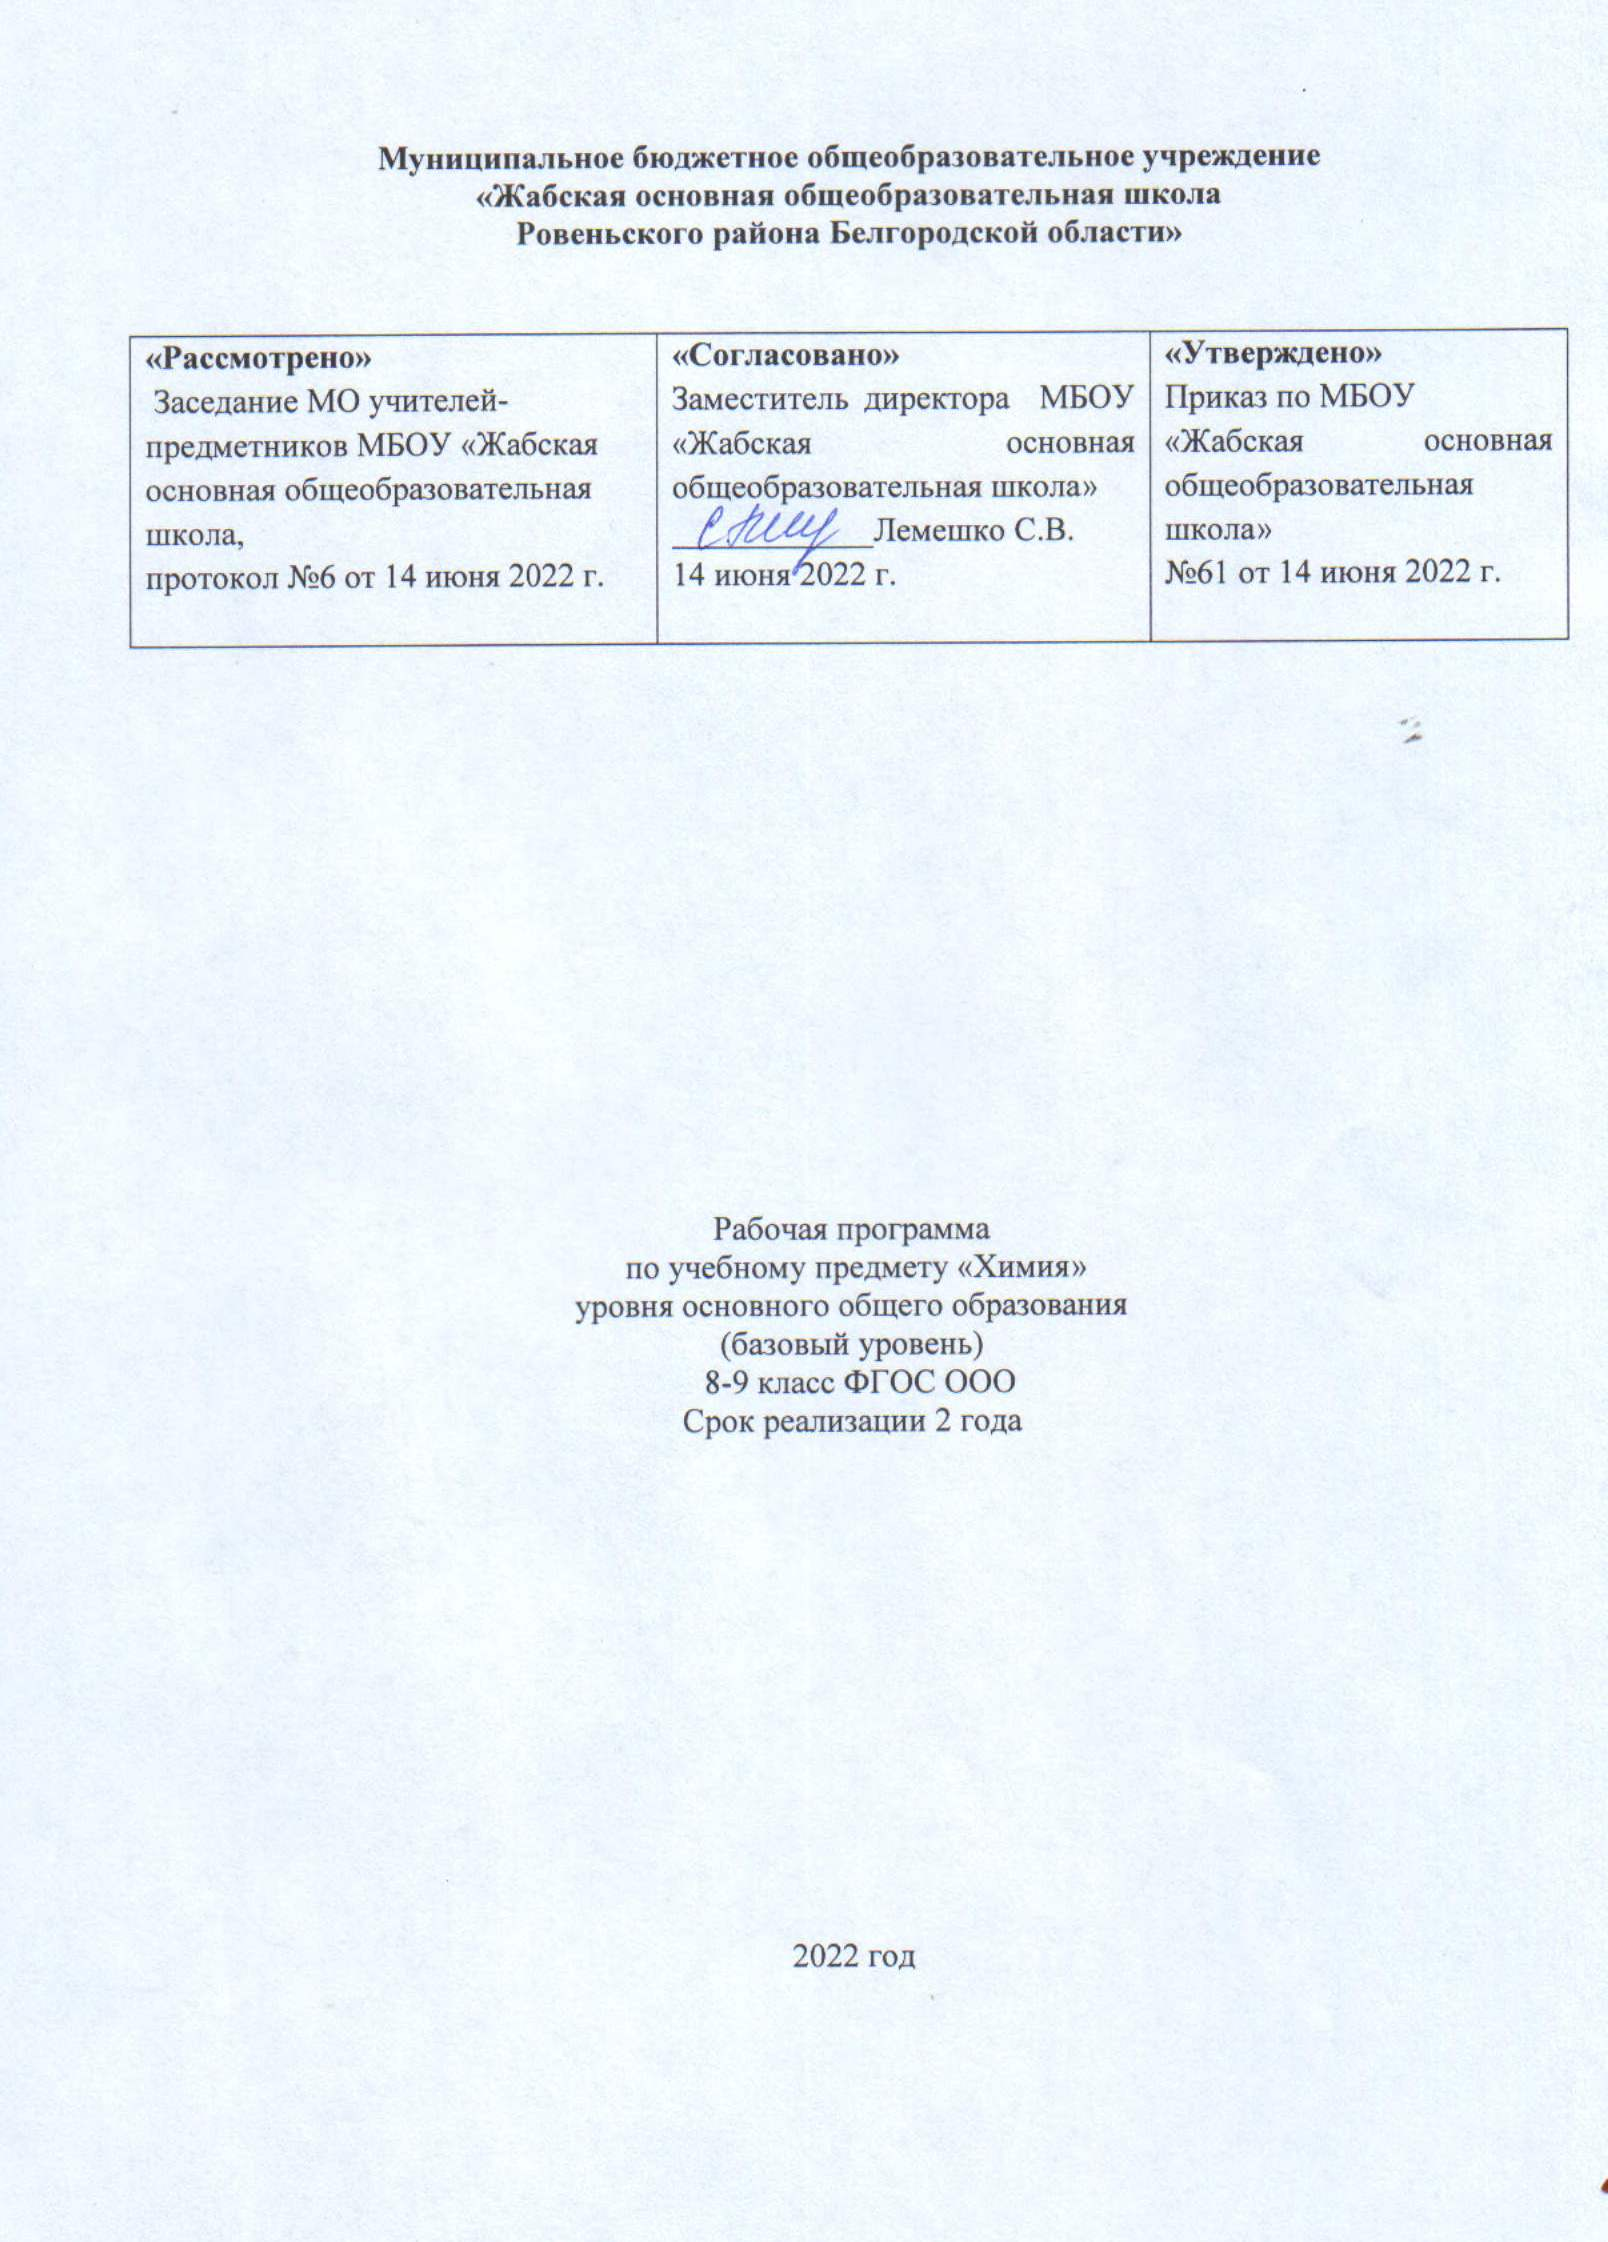 Муниципальное бюджетное общеобразовательное учреждение
«Жабская основная общеобразовательная школа
Ровеньского района Белгородской области»
«Рассмотрено»
Заседание МО учителей-
предметников МБОУ «Жабская
основная общеобразовательная
школа,
протокол №6 от 14 июня 2022 г.
«Согласовано»
Заместитель директора МБОУ
«Жабская основная
общеобразовательная школа»
____________Лемешко С.В.
14 июня 2022 г.
«Утверждено»
Приказ по МБОУ
«Жабская основная
общеобразовательная
школа»
№61 от 14 июня 2022 г.
Рабочая программа
по учебному предмету «Химия»
уровня основного общего образования
(базовый уровень)
8-9 класс ФГОС ООО
Срок реализации 2 года
2022 год